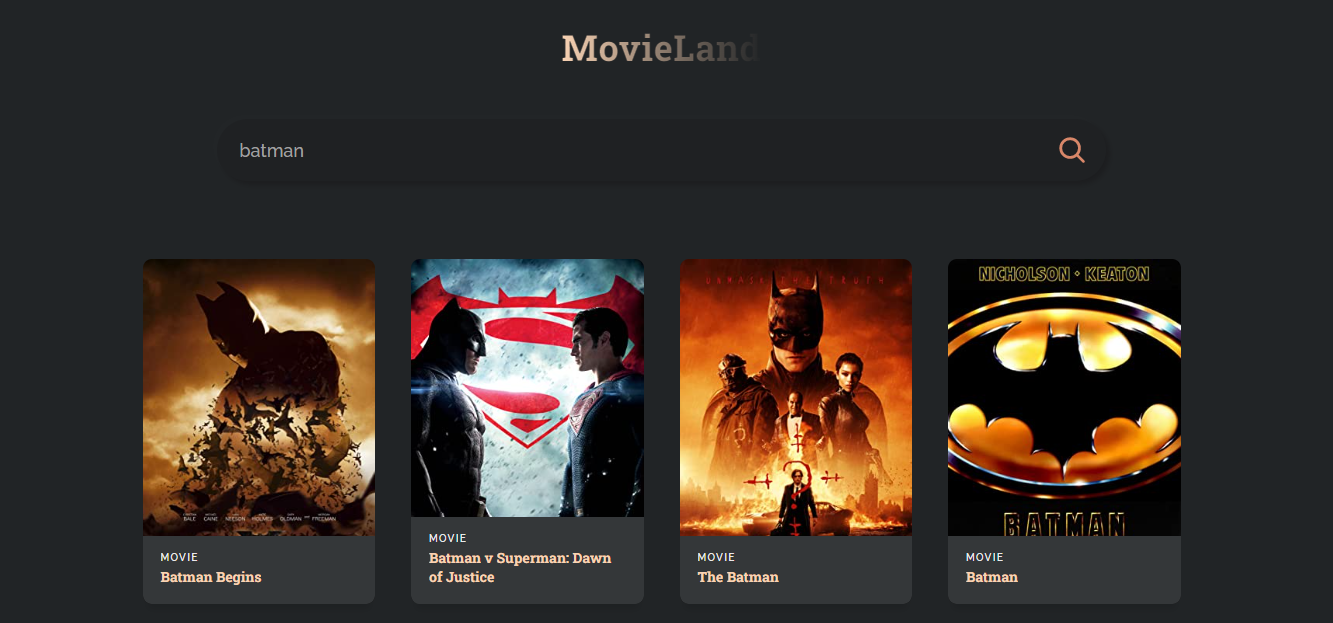 MovieLand
batman
NICHOLSON • KEATON
UNMASK THE TRUTH
BALE CAINE NEESON HOLMES OLDMAN AND FREEMAN
BATMAN
MOVIE
Batman Begins
MOVIE
Batman v Superman: Dawn
of Justice
MOVIE
The Batman
MOVIE
Batman